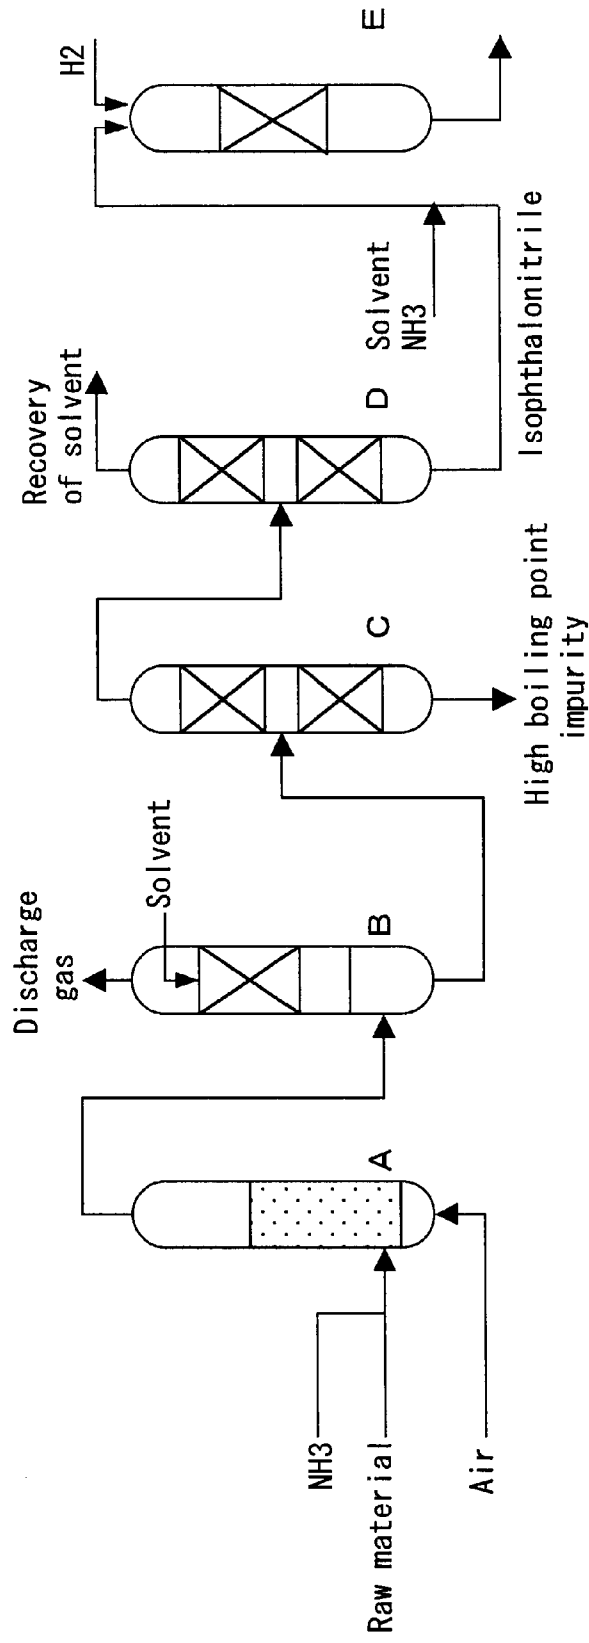 NH3
Raw material
Air
A
Discharge
gas
Solvent
B
High boiling point
impurity
C
Recovery
of solvent
D
Solvent
NH3
Isophthalonitrile
H2
E